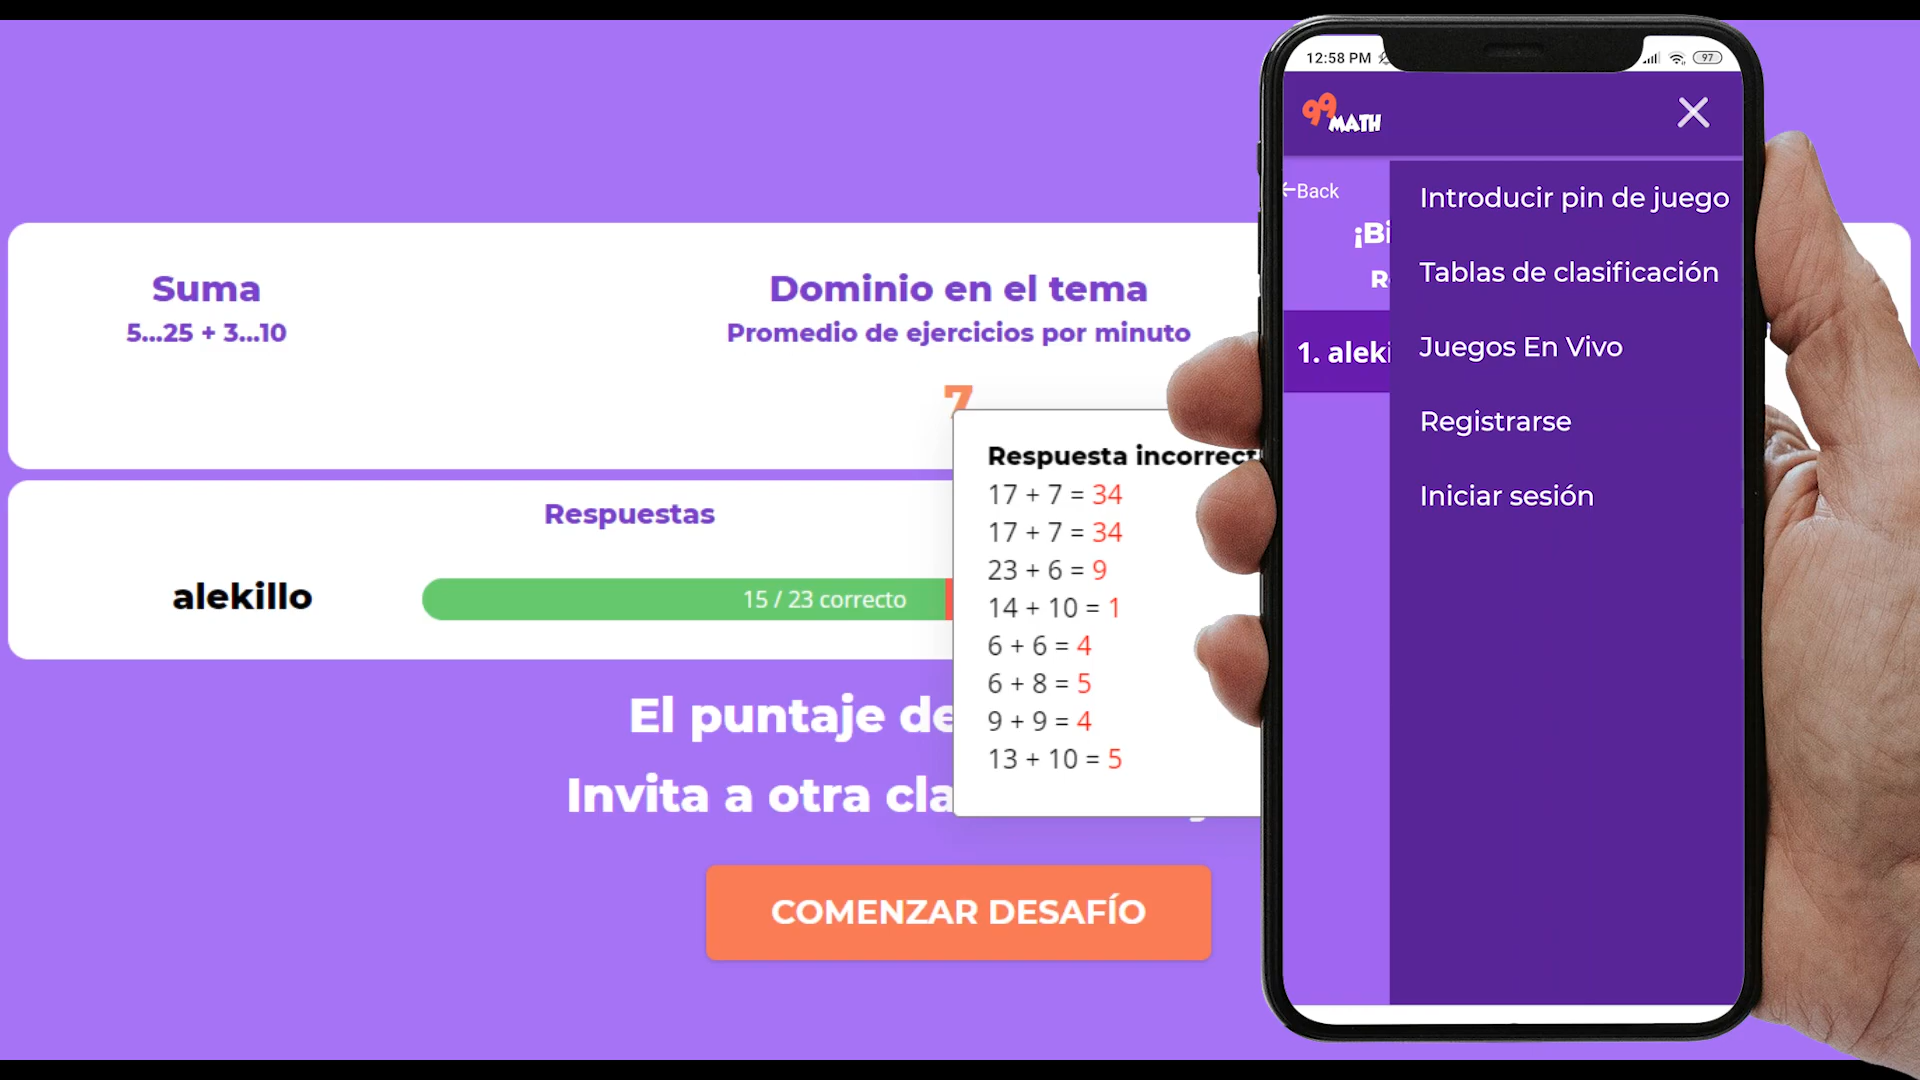 Suma
5...25 + 3...10
Dominio en el tema
Promedio de ejercicios por minuto
7
Respuestas
alekillo
15 / 23 correcto
Respuesta incorrect
17 + 7 = 34
17 + 7 = 34
23 + 6 = 9
14 + 10 = 1
6 + 6 = 4
6 + 8 = 5
9 + 9 = 4
13 + 10 = 5
El puntaje de
Invita a otra cla
COMENZAR DESAFÍO
12:58 PM
97
99 MATH
←Back
¡Bi
R
1. aleki
Introducir pin de juego
Tablas de clasificación
Juegos En Vivo
Registrarse
Iniciar sesión